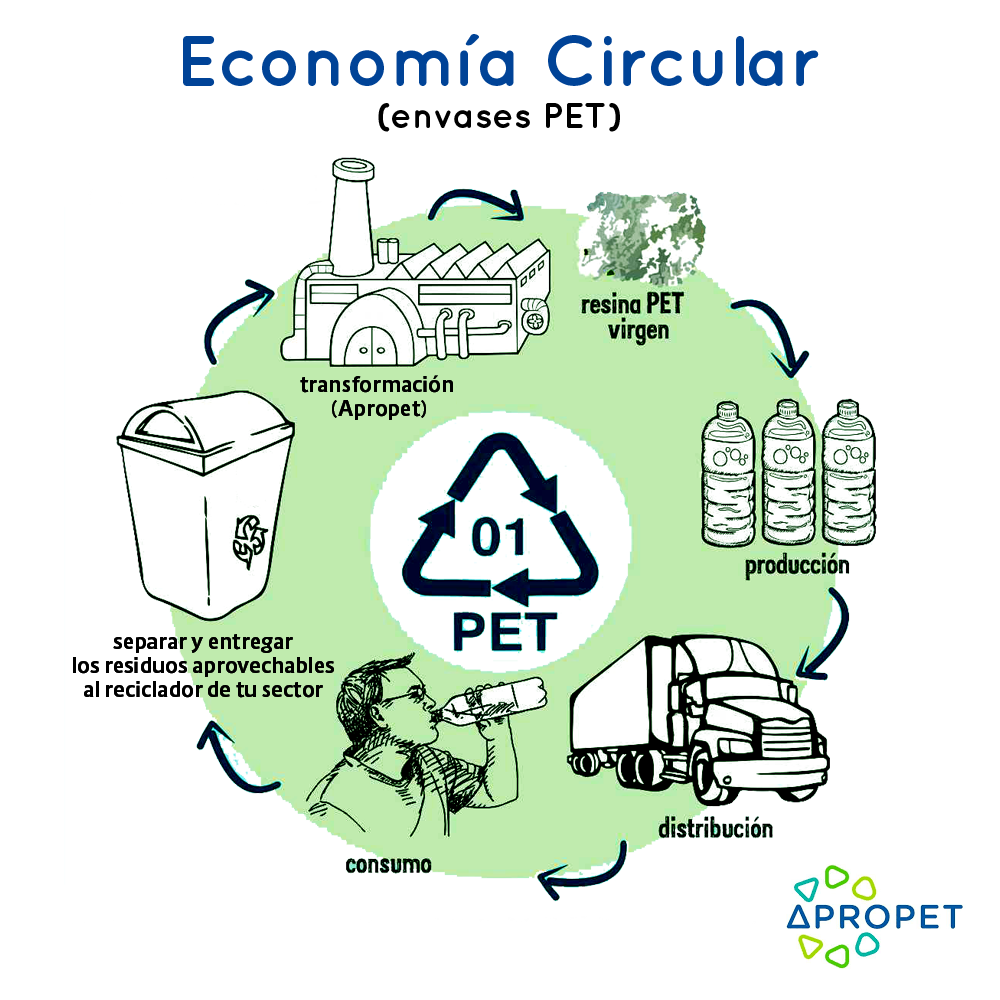 Economía Circular
(envases PET)
resina PET
virgen
transformación
(Apropet)
producción
01
PET
separar y entregar
los residuos aprovechables
al reciclador de tu sector
distribución
consumo
APROPET